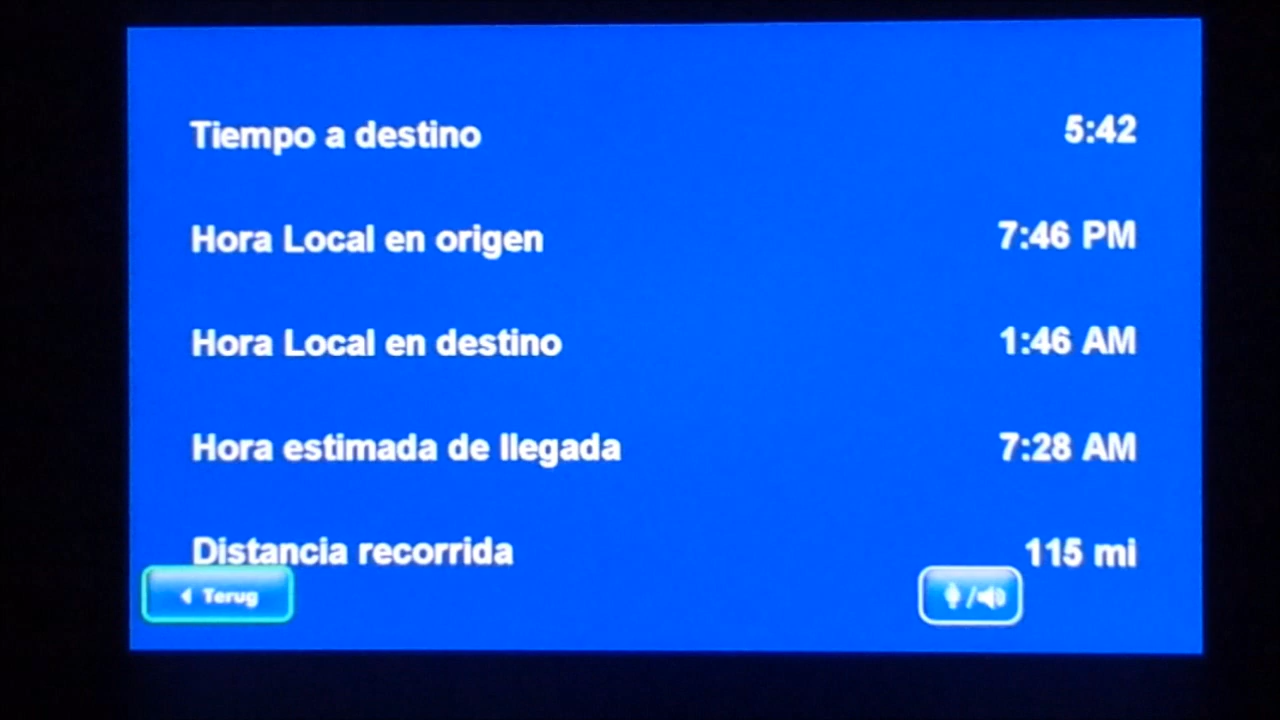 Tiempo a destino 5:42
Hora Local en origen 7:46 PM
Hora Local en destino 1:46 AM
Hora estimada de llegada 7:28 AM
Distancia recorrida 115 mi
Terug